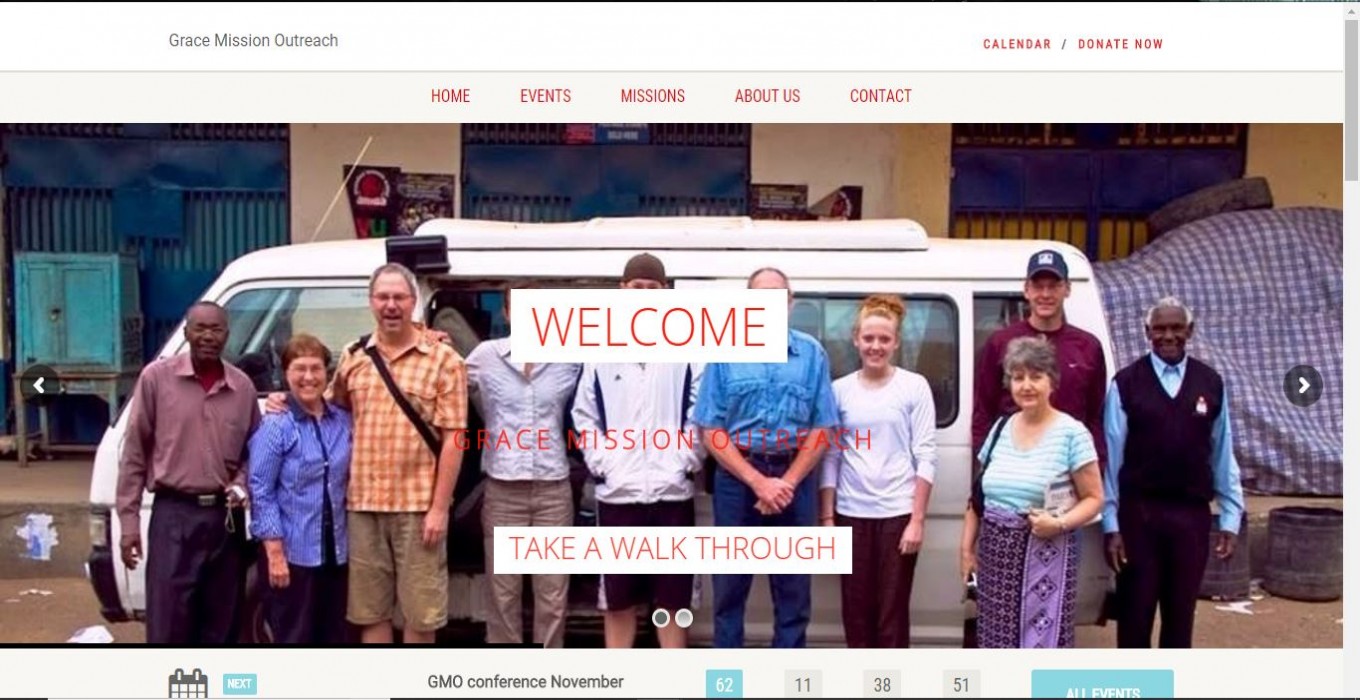 Grace Mission Outreach
CALENDAR / DONATE NOW
HOME EVENTS MISSIONS ABOUT US CONTACT
WELCOME
GRACE MISSION OUTREACH
TAKE A WALK THROUGH
NEXT
GMO conference November
62 11 38 51
ALL EVENTS